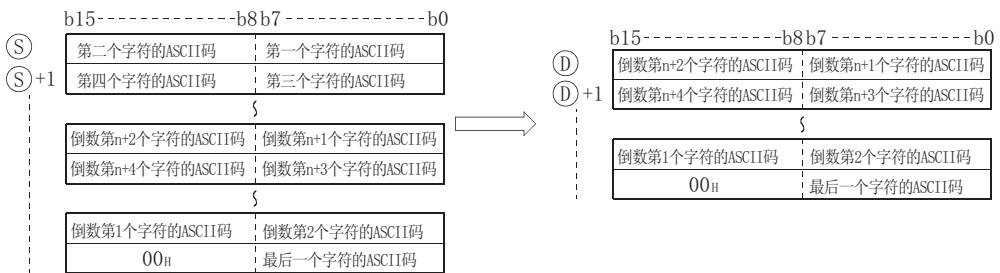 b15 b8 b7 b0
Ⓢ 第二个字符的ASCII码 第一个字符的ASCII码
Ⓢ+1 第四个字符的ASCII码 第三个字符的ASCII码
倒数第n+2个字符的ASCII码 倒数第n+1个字符的ASCII码
倒数第n+4个字符的ASCII码 倒数第n+3个字符的ASCII码
倒数第1个字符的ASCII码 倒数第2个字符的ASCII码
00H 最后一个字符的ASCII码
b15 b8 b7 b0
Ⓓ 倒数第n+2个字符的ASCII码 倒数第n+1个字符的ASCII码
Ⓓ+1 倒数第n+4个字符的ASCII码 倒数第n+3个字符的ASCII码
倒数第1个字符的ASCII码 倒数第2个字符的ASCII码
00H 最后一个字符的ASCII码